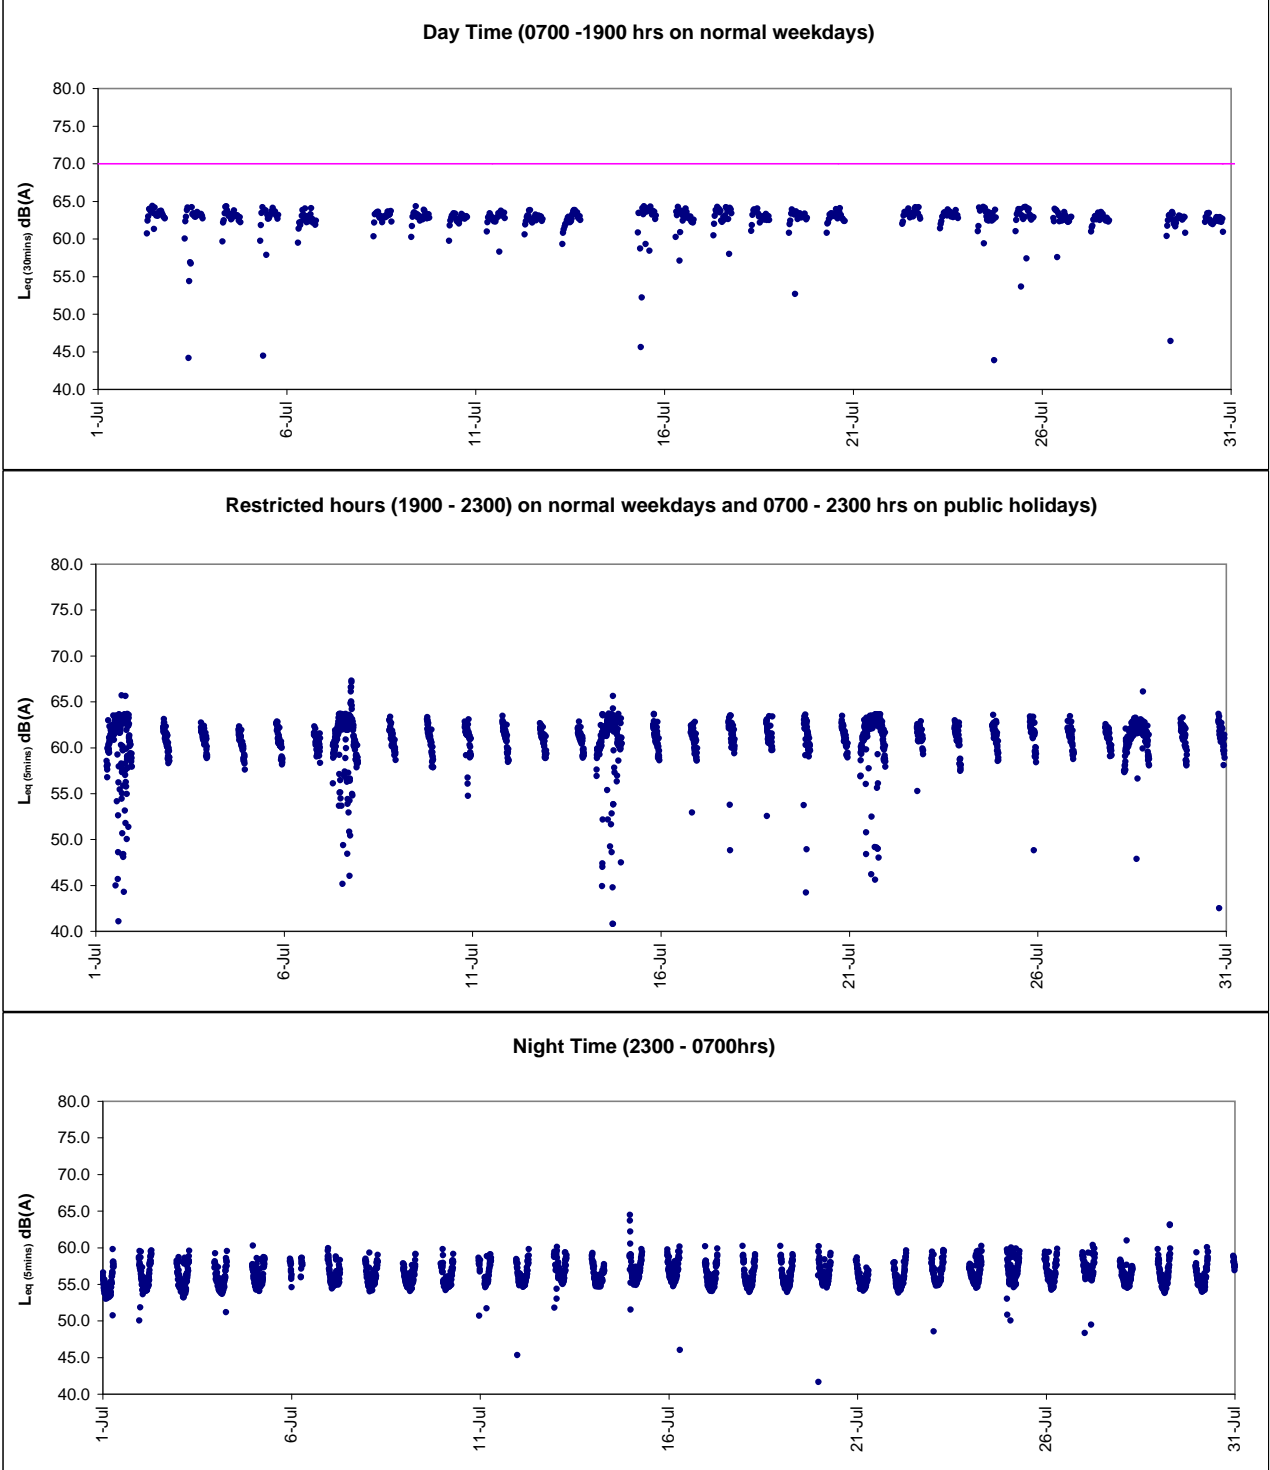 Day Time (0700 -1900 hrs on normal weekdays)
80.0
75.0
70.0
65.0
60.0
55.0
50.0
45.0
40.0
Leq (30mins) dB(A)
1-Jul
6-Jul
11-Jul
16-Jul
21-Jul
26-Jul
31-Jul
Restricted hours (1900 - 2300) on normal weekdays and 0700 - 2300 hrs on public holidays)
80.0
75.0
70.0
65.0
60.0
55.0
50.0
45.0
40.0
Leq (5mins) dB(A)
1-Jul
6-Jul
11-Jul
16-Jul
21-Jul
26-Jul
31-Jul
Night Time (2300 - 0700hrs)
80.0
75.0
70.0
65.0
60.0
55.0
50.0
45.0
40.0
Leq (5mins) dB(A)
1-Jul
6-Jul
11-Jul
16-Jul
21-Jul
26-Jul
31-Jul